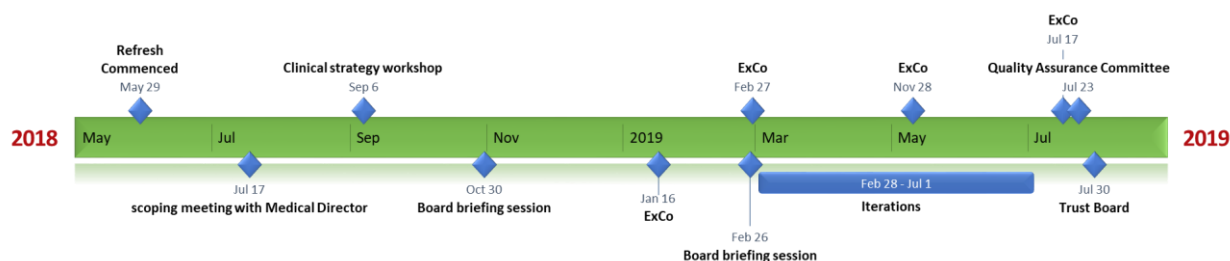 ExCo
Jul 17
Refresh
Commenced
May 29
Clinical strategy workshop
Sep 6
ExCo
Feb 27
ExCo
Nov 28
Quality Assurance Committee
Jul 23
2018 May Jul Sep Nov 2019 Mar May Jul 2019
Jul 17
scoping meeting with Medical Director
Oct 30
Board briefing session
Jan 16
ExCo
Feb 26
Board briefing session
Feb 28 - Jul 1
Iterations
Jul 30
Trust Board